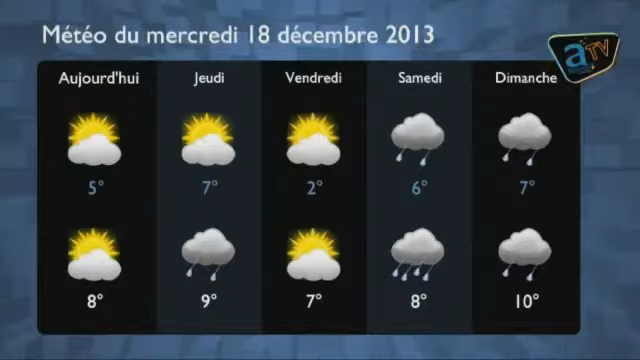 Météo du mercredi 18 décembre 2013
aTV
Aujourd'hui Jeudi Vendredi Samedi Dimanche
5° 7° 2° 6° 7°
8° 9° 7° 8° 10°